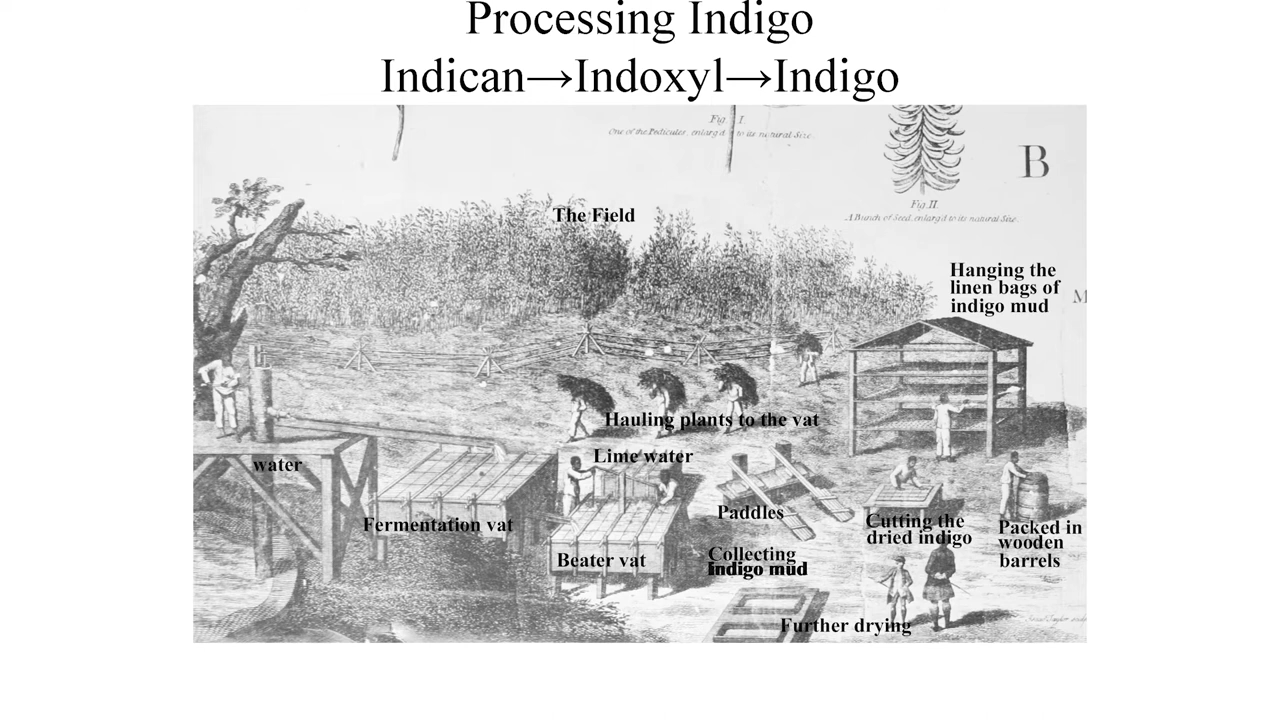 Processing Indigo
Indican→Indoxyl→Indigo
Fig. I.
One of the Pedicules, enlarg'd to its natural Size.
B
Fig. II.
A Bunch of Seed, enlarg'd to its natural Size.
The Field
Hanging the
linen bags of
indigo mud
M
Hauling plants to the vat
Lime water
water
Fermentation vat
Paddles
Cutting the
dried indigo
Packed in
wooden
barrels
Beater vat
Collecting
indigo mud
Further drying